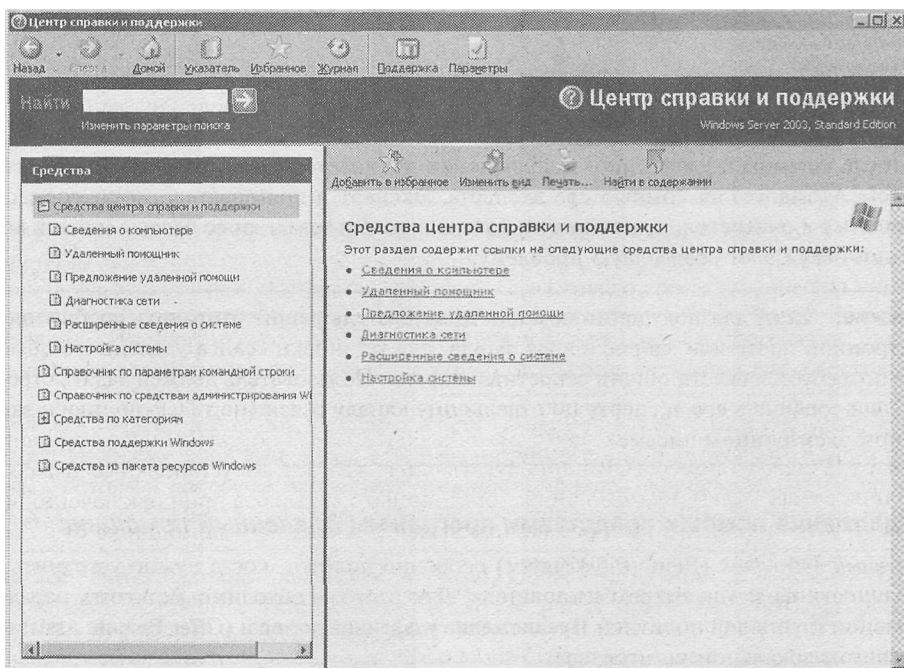 Центр справки и поддержки
Назад
Вперед
Домой
Указатель
Избранное
Журнал
Поддержка
Параметры
Найти
Изменить параметры поиска
Центр справки и поддержки
Windows Server 2003, Standard Edition
Средства
Средства центра справки и поддержки
Сведения о компьютере
Удаленный помощник
Предложение удаленной помощи
Диагностика сети
Расширенные сведения о системе
Настройка системы
Справочник по параметрам командной строки
Справочник по средствам администрирования Wi
Средства по категориям
Средства поддержки Windows
Средства из пакета ресурсов Windows
Добавить в избранное
Изменить вид
Печать...
Найти в содержании
Средства центра справки и поддержки
Этот раздел содержит ссылки на следующие средства центра справки и поддержки:
• Сведения о компьютере
• Удаленный помощник
• Предложение удаленной помощи
• Диагностика сети
• Расширенные сведения о системе
• Настройка системы